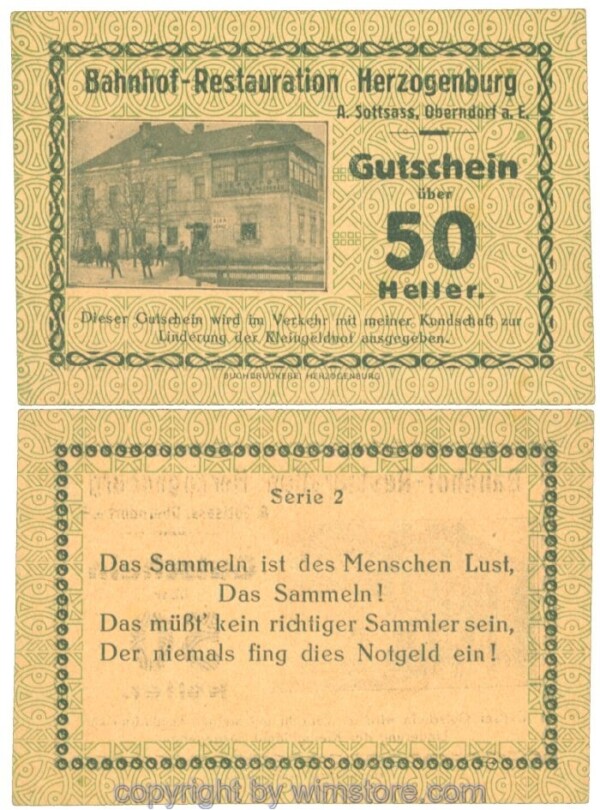 Bahnhof-Restauration Herzogenburg
A. Sottsass, Oberndorf a. E.
Gutschein
über
50
Heller.
Dieser Gutschein wird im Verkehr mit meiner Kundschaft zur
Linderung der Kleingeldnot ausgegeben.
BUCHDRUCKEREI HERZOGENBURG
Serie 2
Das Sammeln ist des Menschen Lust,
Das Sammeln!
Das müßt' kein richtiger Sammler sein,
Der niemals fing dies Notgeld ein!
copyright by wimstore.com